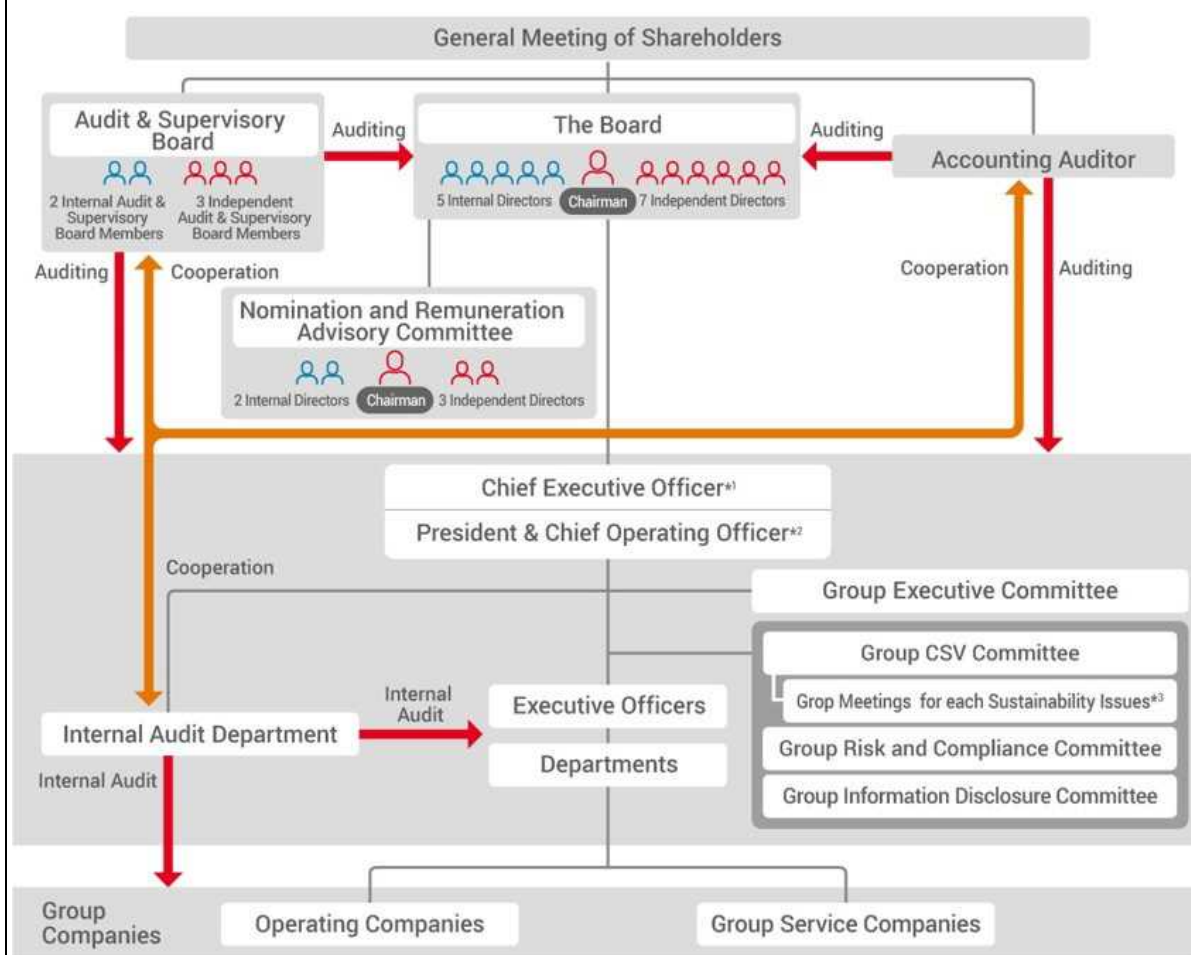 General Meeting of Shareholders
Audit & Supervisory
Board
2 Internal Audit &
Supervisory
Board Members
3 Independent
Audit & Supervisory
Board Members
Auditing
The Board
5 Internal Directors
Chairman
7 Independent Directors
Auditing
Accounting Auditor
Auditing
Cooperation
Cooperation
Auditing
Nomination and Remuneration
Advisory Committee
2 Internal Directors
Chairman
3 Independent Directors
Chief Executive Officer*1
President & Chief Operating Officer*2
Cooperation
Group Executive Committee
Group CSV Committee
Grop Meetings for each Sustainability Issues*3
Group Risk and Compliance Committee
Group Information Disclosure Committee
Internal Audit Department
Internal
Audit
Executive Officers
Departments
Internal Audit
Group
Companies
Operating Companies
Group Service Companies